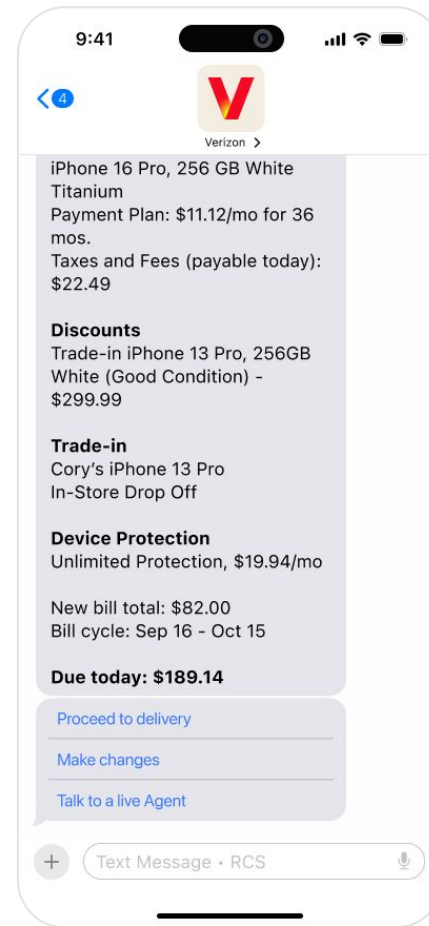 9:41
4
Verizon
iPhone 16 Pro, 256 GB White
Titanium
Payment Plan: $11.12/mo for 36
mos.
Taxes and Fees (payable today):
$22.49
Discounts
Trade-in iPhone 13 Pro, 256GB
White (Good Condition) -
$299.99
Trade-in
Cory’s iPhone 13 Pro
In-Store Drop Off
Device Protection
Unlimited Protection, $19.94/mo
New bill total: $82.00
Bill cycle: Sep 16 - Oct 15
Due today: $189.14
Proceed to delivery
Make changes
Talk to a live Agent
Text Message • RCS